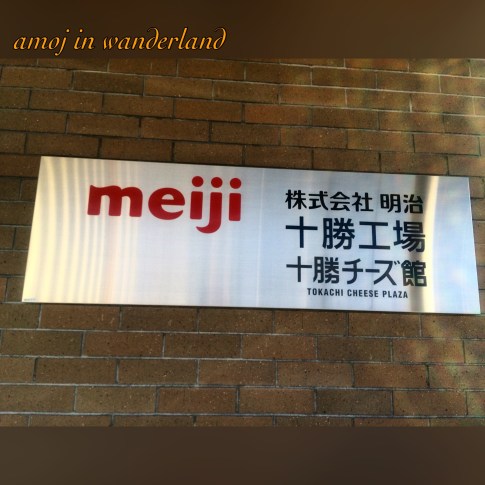 amoj in wanderland
meiji
株式会社 明治
十勝工場
十勝チーズ館
TOKACHI CHEESE PLAZA